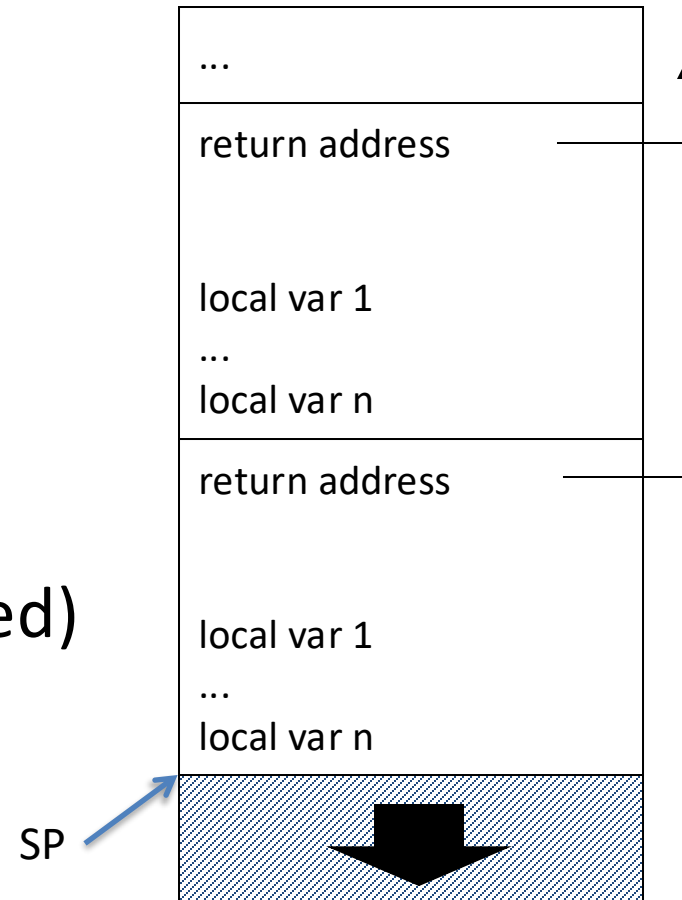 ...
return address
local var 1
...
local var n
return address
ed)
local var 1
...
local var n
SP